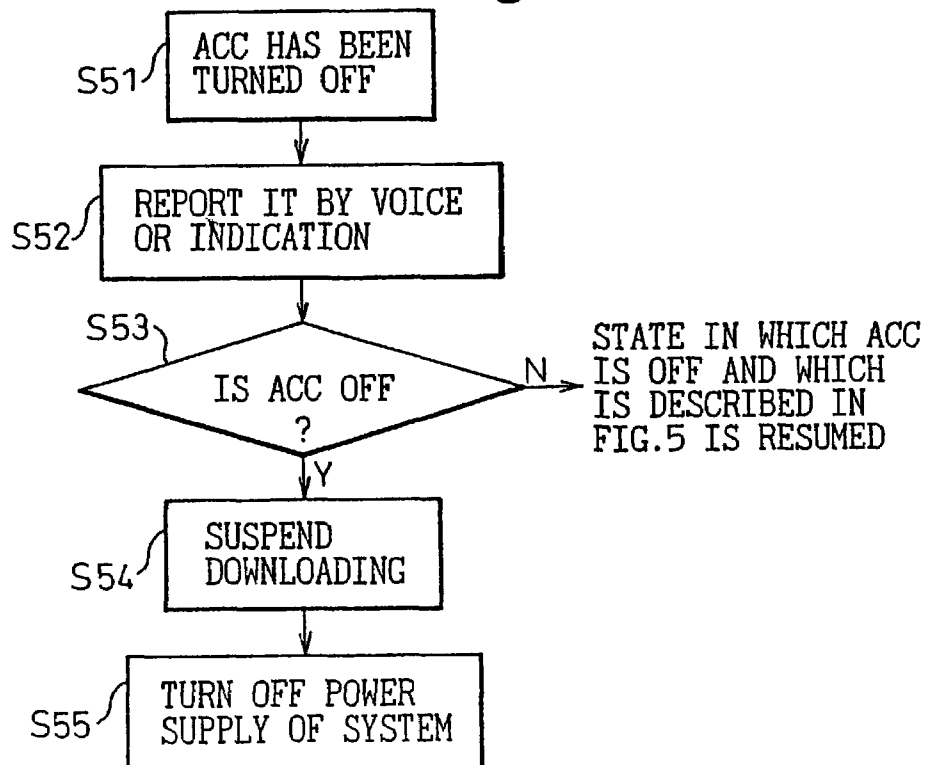 S51
ACC HAS BEEN
TURNED OFF
S52
REPORT IT BY VOICE
OR INDICATION
S53
IS ACC OFF
?
N
STATE IN WHICH ACC
IS OFF AND WHICH
IS DESCRIBED IN
FIG.5 IS RESUMED
Y
S54
SUSPEND
DOWNLOADING
S55
TURN OFF POWER
SUPPLY OF SYSTEM